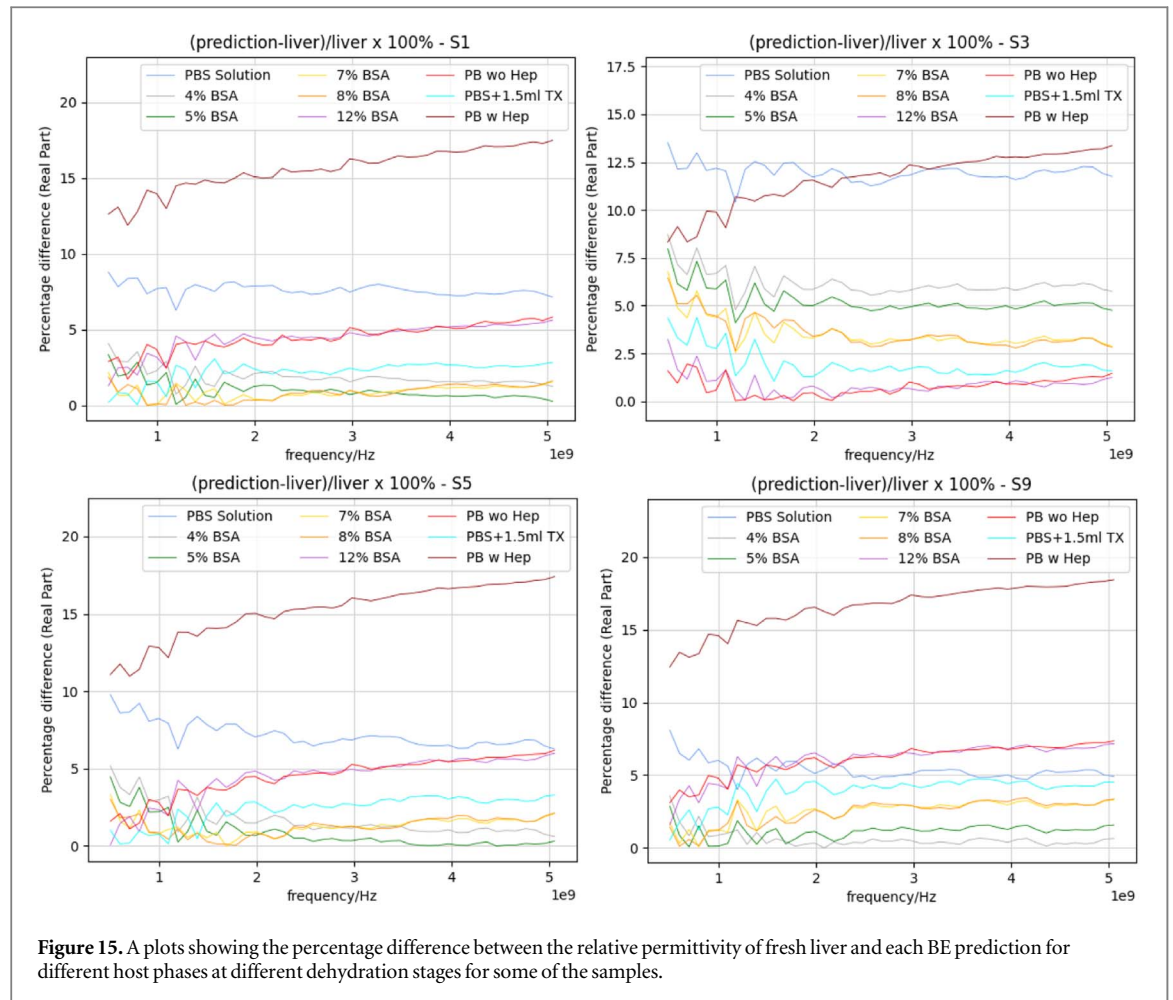 (prediction-liver)/liver x 100% - S1
Percentage difference (Real Part)
20
15
10
5
0
PBS Solution
4% BSA
5% BSA
7% BSA
8% BSA
12% BSA
PB wo Hep
PBS+1.5ml TX
PB w Hep
1
2
3
4
5
1e9
frequency/Hz
(prediction-liver)/liver x 100% - S3
Percentage difference (Real Part)
17.5
15.0
12.5
10.0
7.5
5.0
2.5
0.0
PBS Solution
4% BSA
5% BSA
7% BSA
8% BSA
12% BSA
PB wo Hep
PBS+1.5ml TX
PB w Hep
1
2
3
4
5
1e9
frequency/Hz
(prediction-liver)/liver x 100% - S5
Percentage difference (Real Part)
20
15
10
5
0
PBS Solution
4% BSA
5% BSA
7% BSA
8% BSA
12% BSA
PB wo Hep
PBS+1.5ml TX
PB w Hep
1
2
3
4
5
1e9
frequency/Hz
(prediction-liver)/liver x 100% - S9
Percentage difference (Real Part)
20
15
10
5
0
PBS Solution
4% BSA
5% BSA
7% BSA
8% BSA
12% BSA
PB wo Hep
PBS+1.5ml TX
PB w Hep
1
2
3
4
5
1e9
frequency/Hz
Figure 15. A plots showing the percentage difference between the relative permittivity of fresh liver and each BE prediction for
different host phases at different dehydration stages for some of the samples.